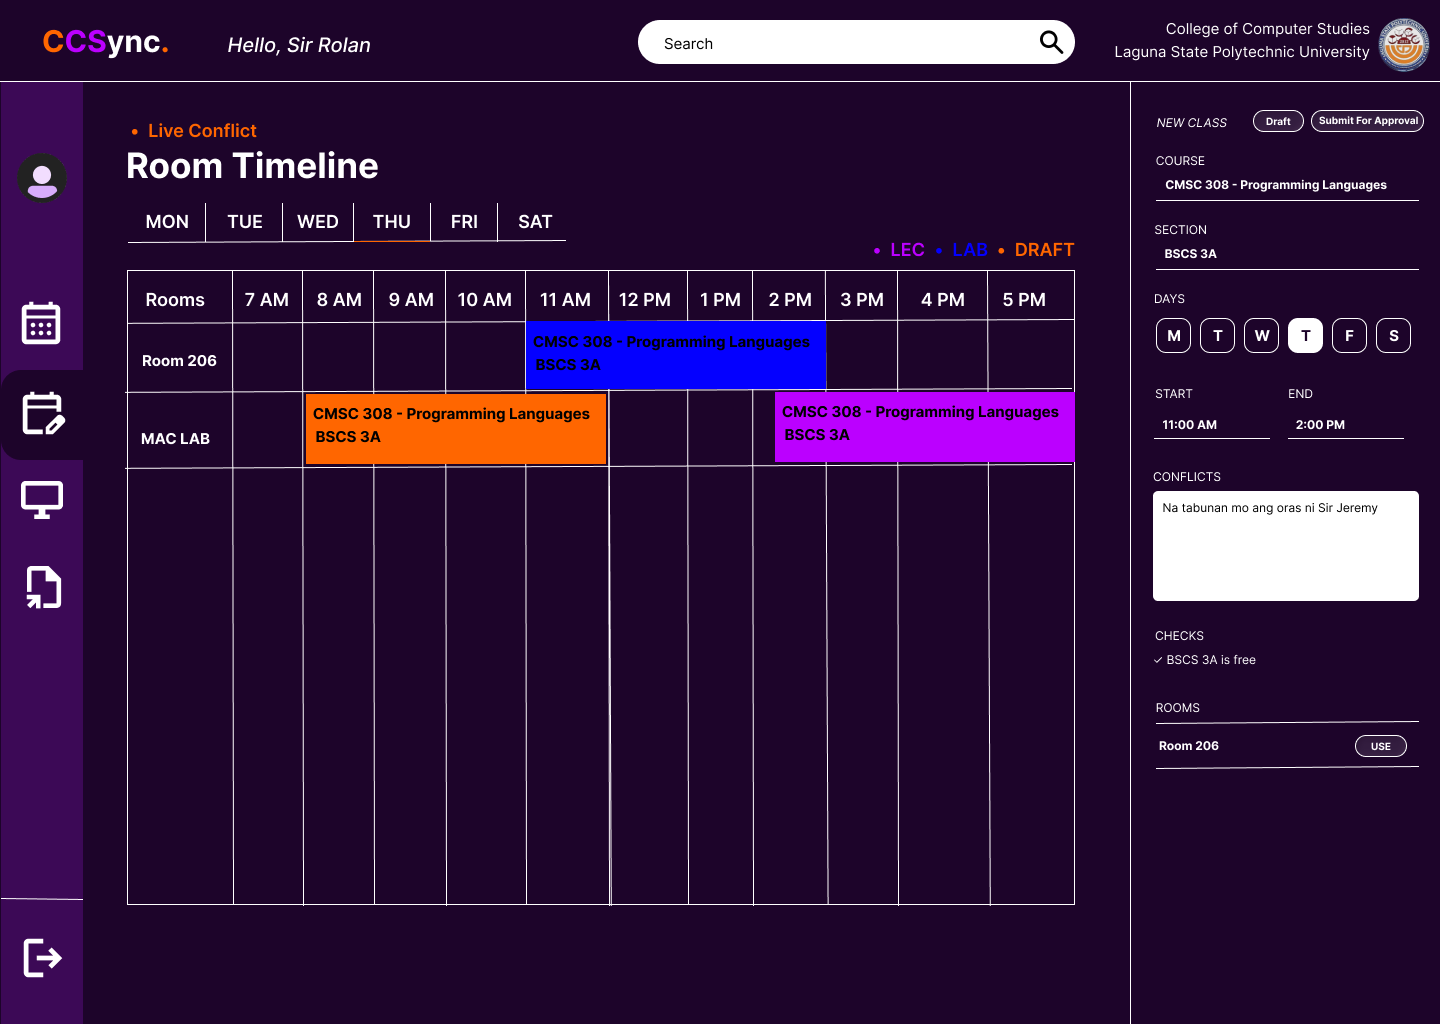 CCSync.
Hello, Sir Rolan
Search
College of Computer Studies
Laguna State Polytechnic University
• Live Conflict
Room Timeline
MON TUE WED THU FRI SAT
• LEC • LAB • DRAFT
Rooms 7 AM 8 AM 9 AM 10 AM 11 AM 12 PM 1 PM 2 PM 3 PM 4 PM 5 PM
Room 206
CMSC 308 - Programming Languages
BSCS 3A
MAC LAB
CMSC 308 - Programming Languages
BSCS 3A
CMSC 308 - Programming Languages
BSCS 3A
NEW CLASS Draft Submit For Approval
COURSE
CMSC 308 - Programming Languages
SECTION
BSCS 3A
DAYS
M T W T F S
START END
11:00 AM 2:00 PM
CONFLICTS
Na tabunan mo ang oras ni Sir Jeremy
CHECKS
✓ BSCS 3A is free
ROOMS
Room 206 USE